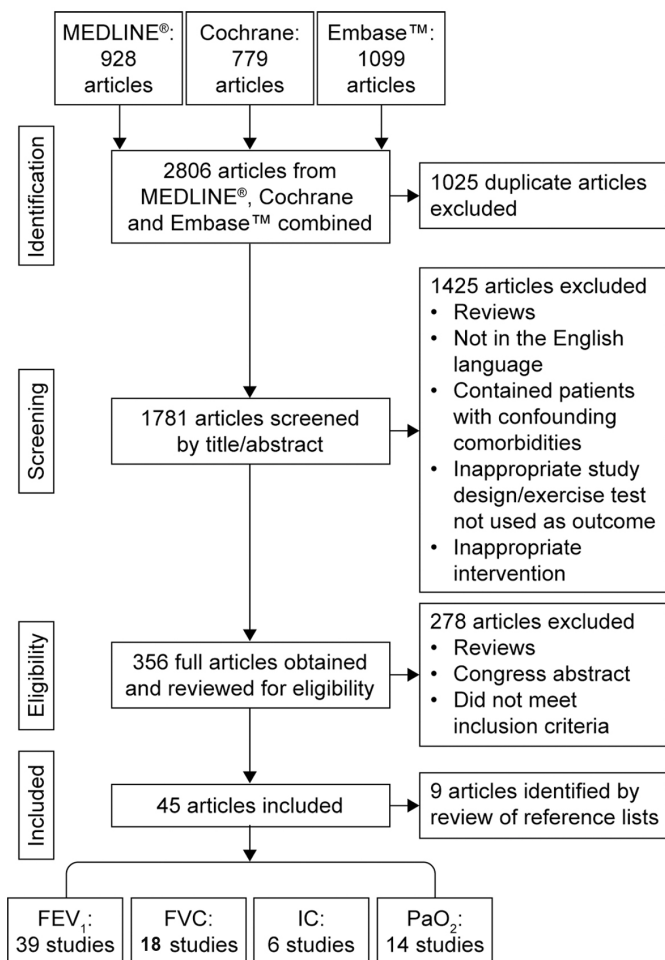 MEDLINE®:
928
articles
Cochrane:
779
articles
Embase™:
1099
articles
Identification
2806 articles from
MEDLINE®, Cochrane
and Embase™ combined
1025 duplicate articles
excluded
Screening
1781 articles screened
by title/abstract
1425 articles excluded
• Reviews
• Not in the English
language
• Contained patients
with confounding
comorbidities
• Inappropriate study
design/exercise test
not used as outcome
• Inappropriate
intervention
Eligibility
356 full articles obtained
and reviewed for eligibility
278 articles excluded
• Reviews
• Congress abstract
• Did not meet
inclusion criteria
Included
45 articles included
9 articles identified by
review of reference lists
FEV₁:
39 studies
FVC:
18 studies
IC:
6 studies
PaO₂:
14 studies